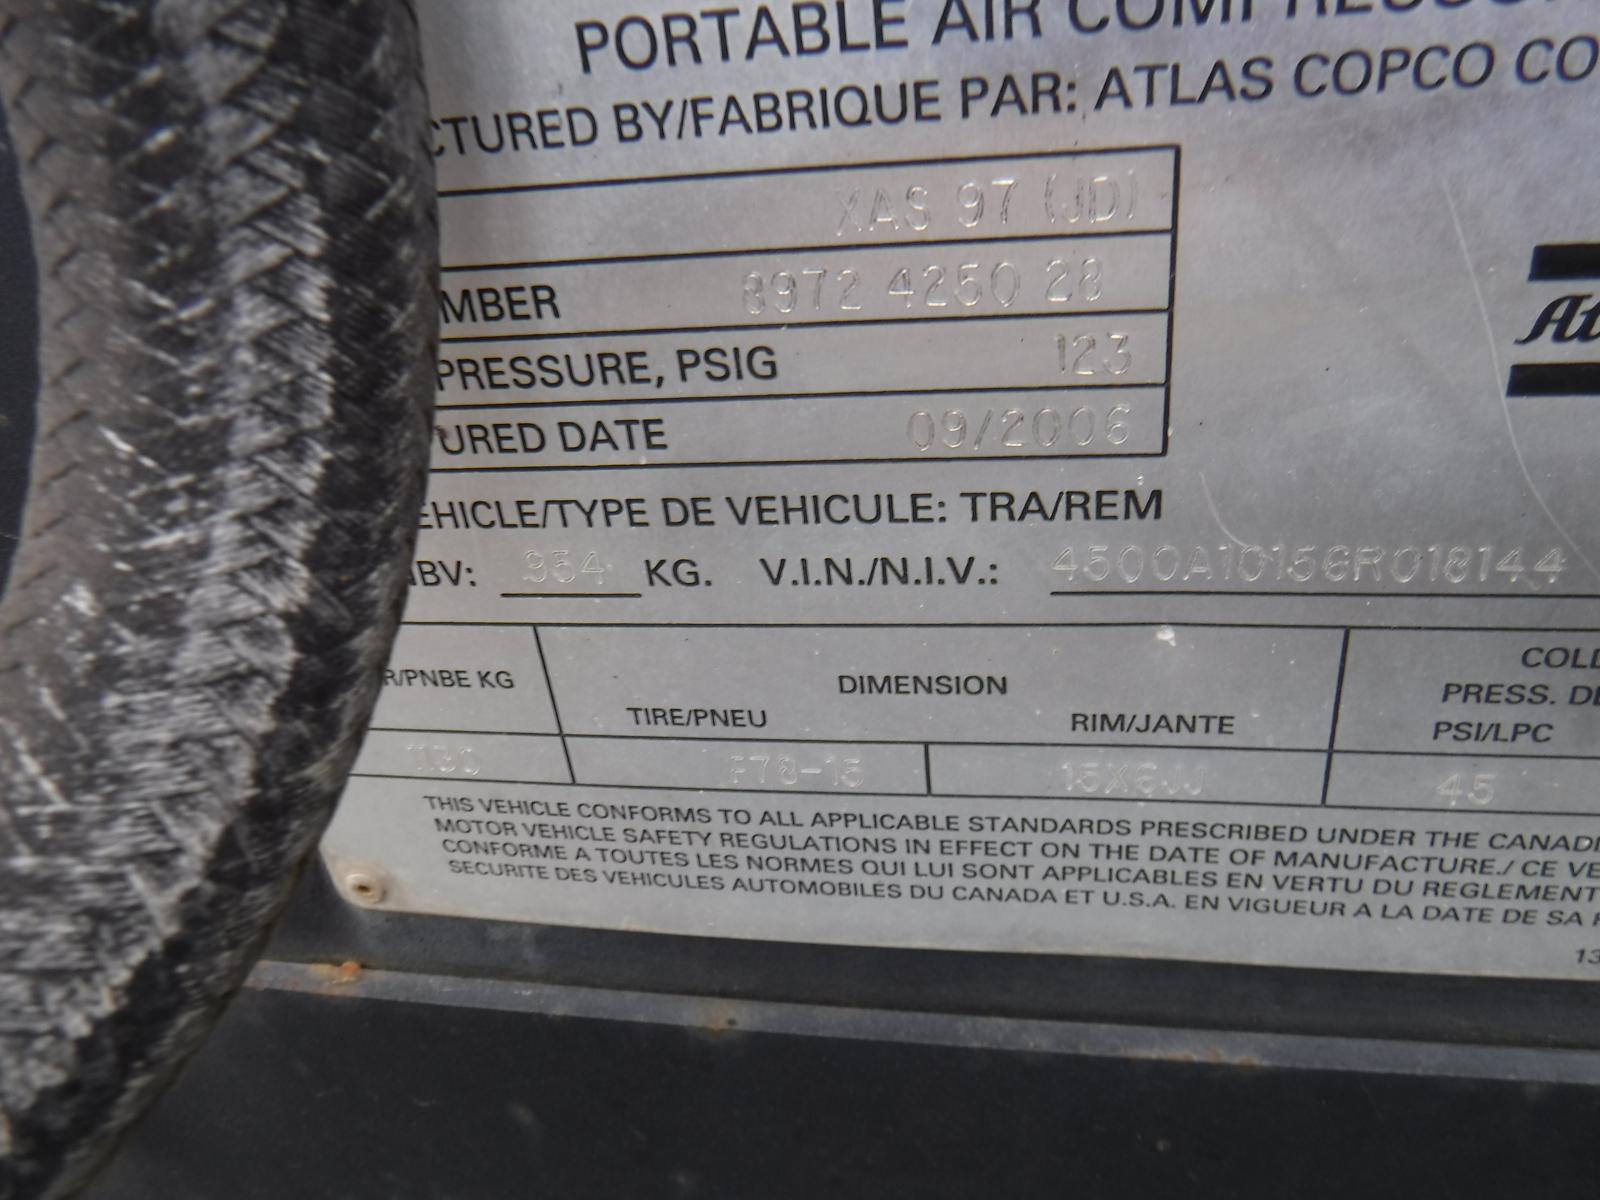 PORTABLE AIR COMPRESSOR
CTURED BY/FABRIQUE PAR: ATLAS COPCO CO
XAS 97 (JD)
MBER 8972 4250 28
PRESSURE, PSIG 123
URED DATE 09/2006
EHICLE/TYPE DE VEHICULE: TRA/REM
BV: 954 KG. V.I.N./N.I.V.: 4500A10156R018144
R/PNBE KG DIMENSION COLD
PRESS. DE
TIRE/PNEU RIM/JANTE PSI/LPC
1130 F78-15 15X6JJ 45
THIS VEHICLE CONFORMS TO ALL APPLICABLE STANDARDS PRESCRIBED UNDER THE CANADI
MOTOR VEHICLE SAFETY REGULATIONS IN EFFECT ON THE DATE OF MANUFACTURE./ CE VE
CONFORME A TOUTES LES NORMES QUI LUI SONT APPLICABLES EN VERTU DU REGLEMENT
SECURITE DES VEHICULES AUTOMOBILES DU CANADA ET U.S.A. EN VIGUEUR A LA DATE DE SA
13
At